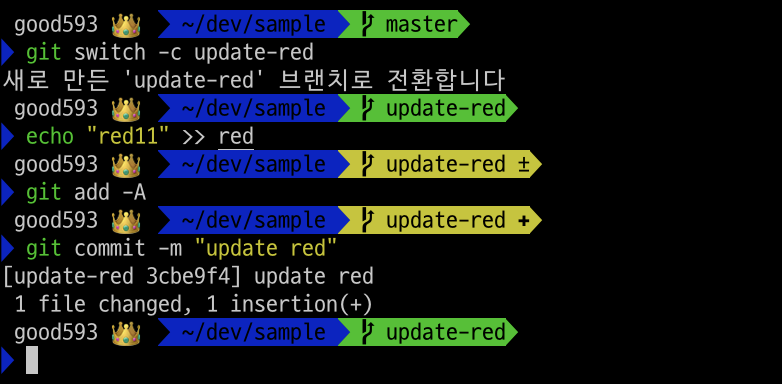 good593 👑 ~/dev/sample master
git switch -c update-red
새로 만든 'update-red' 브랜치로 전환합니다
good593 👑 ~/dev/sample update-red
echo "red11" >> red
good593 👑 ~/dev/sample update-red ±
git add -A
good593 👑 ~/dev/sample update-red ✚
git commit -m "update red"
[update-red 3cbe9f4] update red
1 file changed, 1 insertion(+)
good593 👑 ~/dev/sample update-red